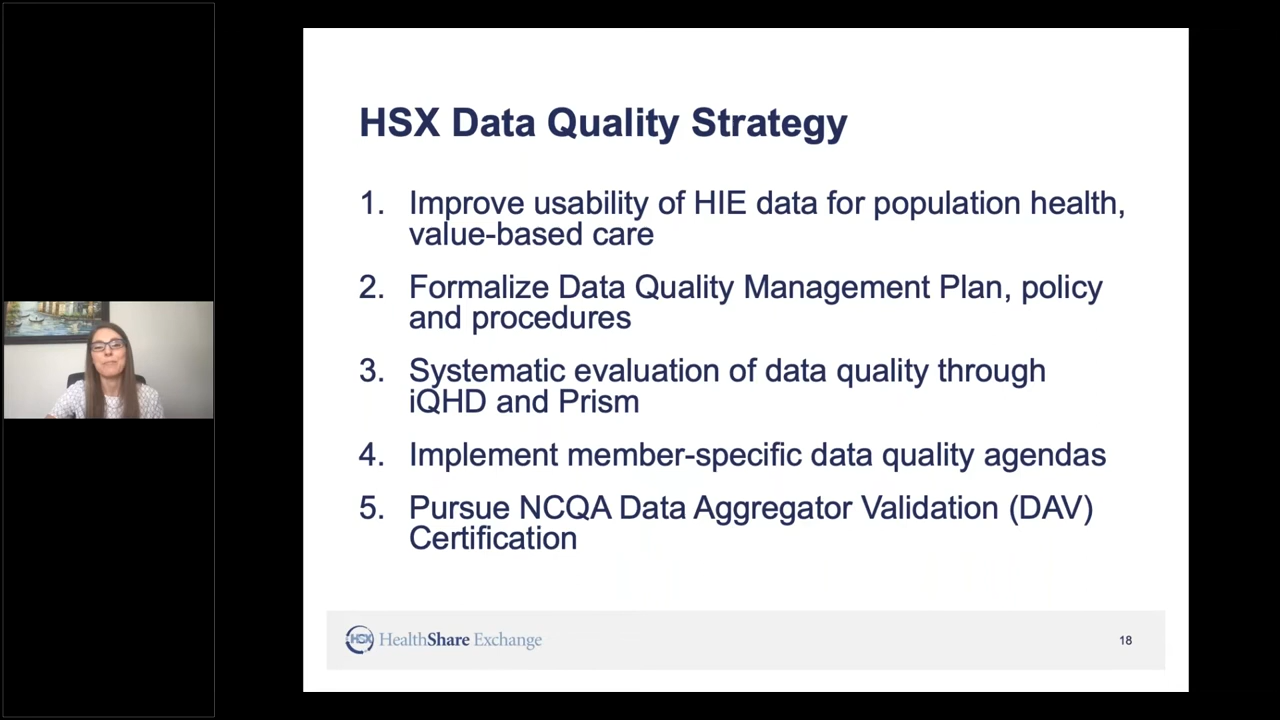 HSX Data Quality Strategy
1. Improve usability of HIE data for population health,
value-based care
2. Formalize Data Quality Management Plan, policy
and procedures
3. Systematic evaluation of data quality through
iQHD and Prism
4. Implement member-specific data quality agendas
5. Pursue NCQA Data Aggregator Validation (DAV)
Certification
HSX HealthShare Exchange
18